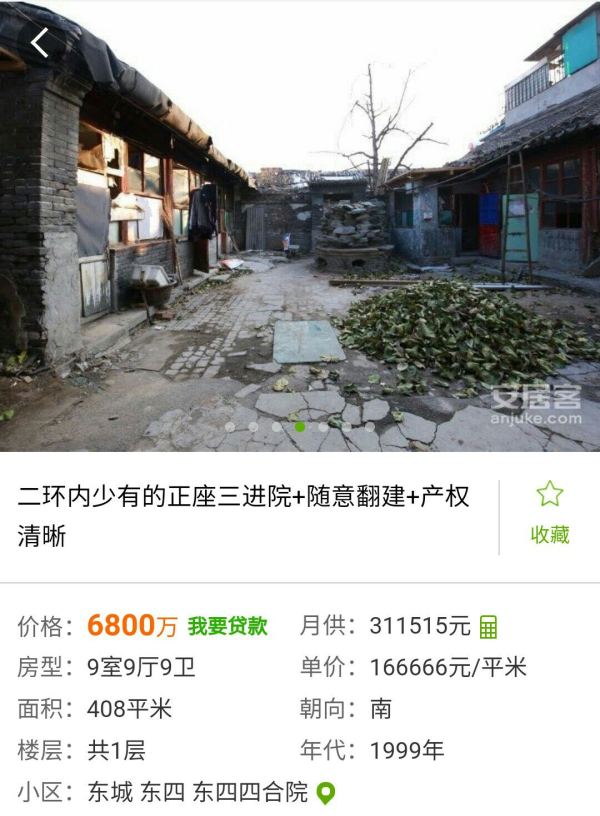 安居客
anjuke.com
二环内少有的正座三进院+随意翻建+产权
清晰
收藏
价格：6800万 我要贷款 月供：311515元
房型：9室9厅9卫 单价：166666元/平米
面积：408平米 朝向：南
楼层：共1层 年代：1999年
小区：东城 东四 东四四合院